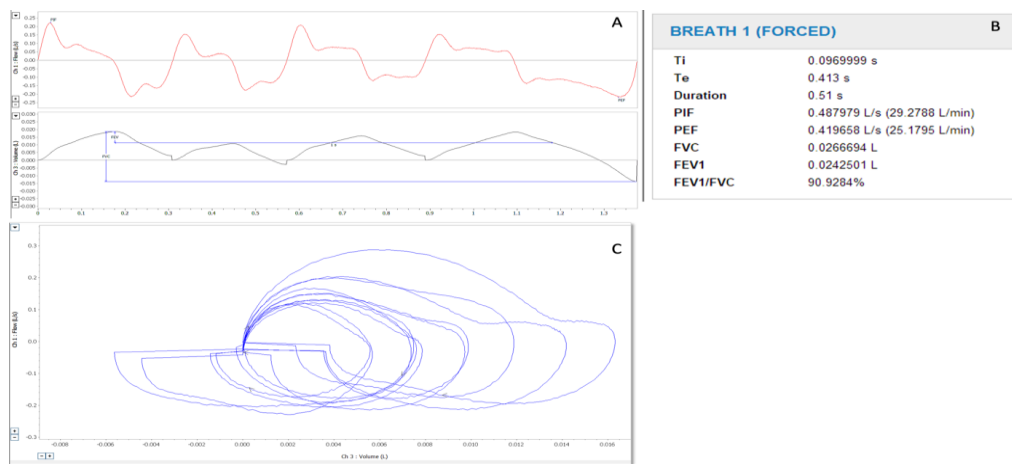 A
PIF
0.25
0.20
0.15
0.10
0.05
0.00
-0.05
-0.10
-0.15
-0.20
-0.25
Ch 1 : Flow (L/s)
PEF
0.030
0.025
0.020
0.015
0.010
0.005
0.000
-0.005
-0.010
-0.015
-0.020
-0.025
-0.030
Ch 3 : Volume (L)
FVC
0 0.1 0.2 0.3 0.4 0.5 0.6 0.7 0.8 0.9 1 1.1 1.2 1.3
BREATH 1 (FORCED)
B
Ti 0.0969999 s
Te 0.413 s
Duration 0.51 s
PIF 0.487979 L/s (29.2788 L/min)
PEF 0.419658 L/s (25.1795 L/min)
FVC 0.0266694 L
FEV1 0.0242501 L
FEV1/FVC 90.9284%
C
0.3
0.2
0.1
0.0
-0.1
-0.2
-0.3
Ch 1 : Flow (L/s)
-0.008 -0.006 -0.004 -0.002 0.000 0.002 0.004 0.006 0.008 0.010 0.012 0.014 0.016
Ch 3 : Volume (L)